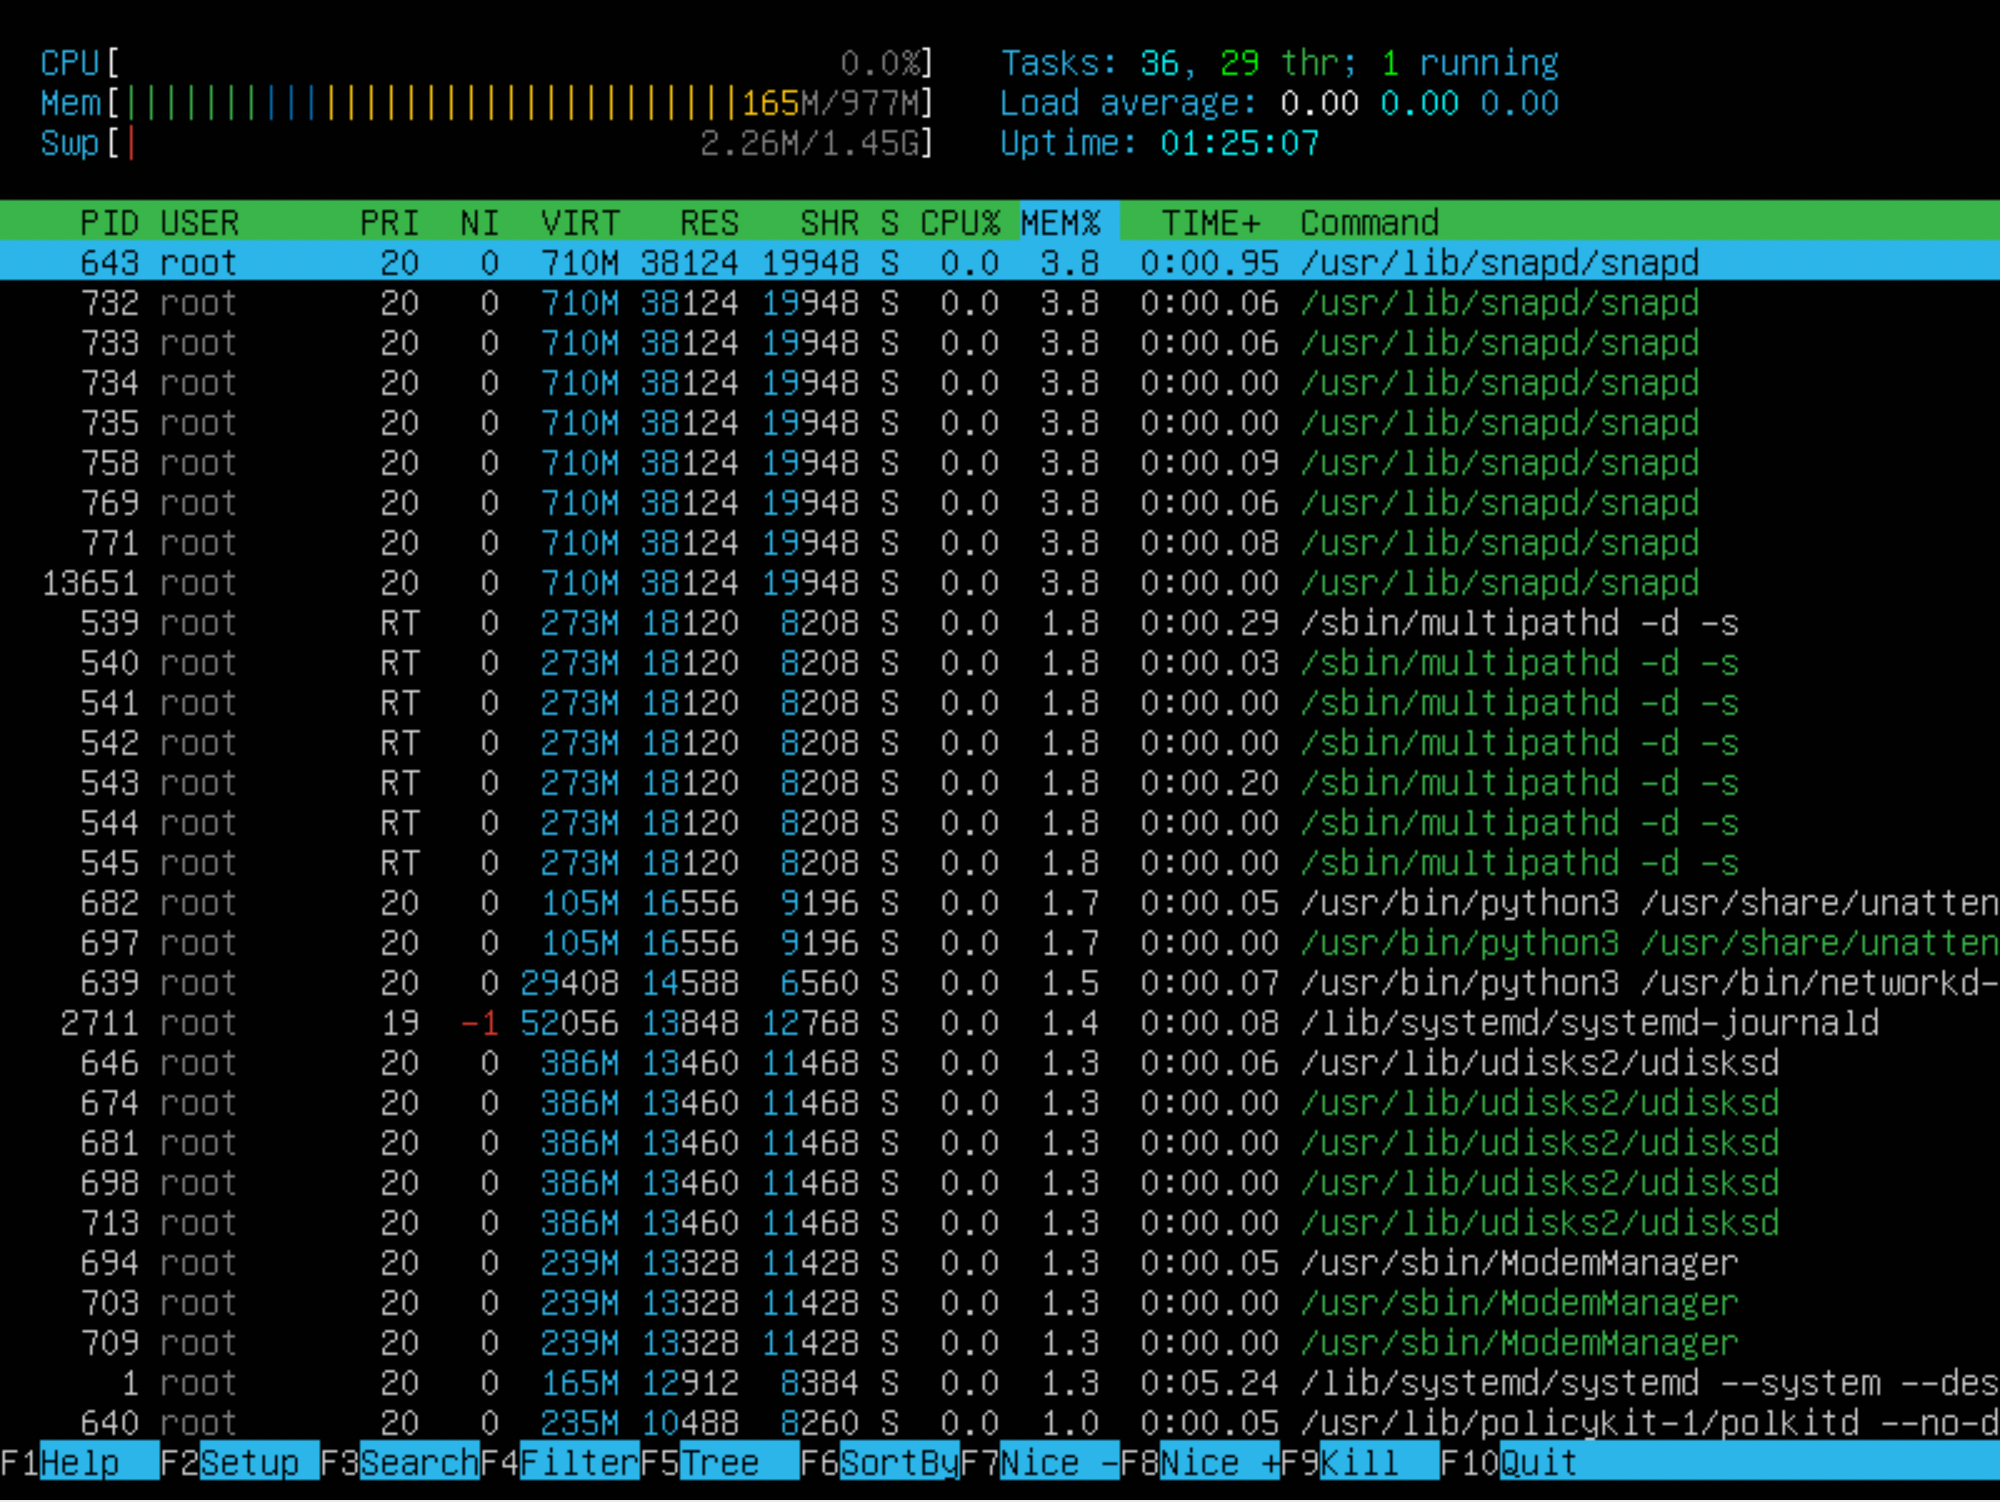 CPU[ 0.0%] Tasks: 36, 29 thr; 1 running
Mem[|||||||||||||||||||||||||||||||165M/977M] Load average: 0.00 0.00 0.00
Swp[| 2.26M/1.45G] Uptime: 01:25:07
PID USER PRI NI VIRT RES SHR S CPU% MEM% TIME+ Command
643 root 20 0 710M 38124 19948 S 0.0 3.8 0:00.95 /usr/lib/snapd/snapd
732 root 20 0 710M 38124 19948 S 0.0 3.8 0:00.06 /usr/lib/snapd/snapd
733 root 20 0 710M 38124 19948 S 0.0 3.8 0:00.06 /usr/lib/snapd/snapd
734 root 20 0 710M 38124 19948 S 0.0 3.8 0:00.00 /usr/lib/snapd/snapd
735 root 20 0 710M 38124 19948 S 0.0 3.8 0:00.00 /usr/lib/snapd/snapd
758 root 20 0 710M 38124 19948 S 0.0 3.8 0:00.09 /usr/lib/snapd/snapd
769 root 20 0 710M 38124 19948 S 0.0 3.8 0:00.06 /usr/lib/snapd/snapd
771 root 20 0 710M 38124 19948 S 0.0 3.8 0:00.08 /usr/lib/snapd/snapd
13651 root 20 0 710M 38124 19948 S 0.0 3.8 0:00.00 /usr/lib/snapd/snapd
539 root RT 0 273M 18120 8208 S 0.0 1.8 0:00.29 /sbin/multipathd -d -s
540 root RT 0 273M 18120 8208 S 0.0 1.8 0:00.03 /sbin/multipathd -d -s
541 root RT 0 273M 18120 8208 S 0.0 1.8 0:00.00 /sbin/multipathd -d -s
542 root RT 0 273M 18120 8208 S 0.0 1.8 0:00.00 /sbin/multipathd -d -s
543 root RT 0 273M 18120 8208 S 0.0 1.8 0:00.20 /sbin/multipathd -d -s
544 root RT 0 273M 18120 8208 S 0.0 1.8 0:00.00 /sbin/multipathd -d -s
545 root RT 0 273M 18120 8208 S 0.0 1.8 0:00.00 /sbin/multipathd -d -s
682 root 20 0 105M 16556 9196 S 0.0 1.7 0:00.05 /usr/bin/python3 /usr/share/unatten
697 root 20 0 105M 16556 9196 S 0.0 1.7 0:00.00 /usr/bin/python3 /usr/share/unatten
639 root 20 0 29408 14588 6560 S 0.0 1.5 0:00.07 /usr/bin/python3 /usr/bin/networkd-
2711 root 19 -1 52056 13848 12768 S 0.0 1.4 0:00.08 /lib/systemd/systemd-journald
646 root 20 0 386M 13460 11468 S 0.0 1.3 0:00.06 /usr/lib/udisks2/udisksd
674 root 20 0 386M 13460 11468 S 0.0 1.3 0:00.00 /usr/lib/udisks2/udisksd
681 root 20 0 386M 13460 11468 S 0.0 1.3 0:00.00 /usr/lib/udisks2/udisksd
698 root 20 0 386M 13460 11468 S 0.0 1.3 0:00.00 /usr/lib/udisks2/udisksd
713 root 20 0 386M 13460 11468 S 0.0 1.3 0:00.00 /usr/lib/udisks2/udisksd
694 root 20 0 239M 13328 11428 S 0.0 1.3 0:00.05 /usr/sbin/ModemManager
703 root 20 0 239M 13328 11428 S 0.0 1.3 0:00.00 /usr/sbin/ModemManager
709 root 20 0 239M 13328 11428 S 0.0 1.3 0:00.00 /usr/sbin/ModemManager
1 root 20 0 165M 12912 8384 S 0.0 1.3 0:05.24 /lib/systemd/systemd --system --des
640 root 20 0 235M 10488 8260 S 0.0 1.0 0:00.05 /usr/lib/policykit-1/polkitd --no-d
F1Help F2Setup F3SearchF4FilterF5Tree F6SortByF7Nice -F8Nice +F9Kill F10Quit